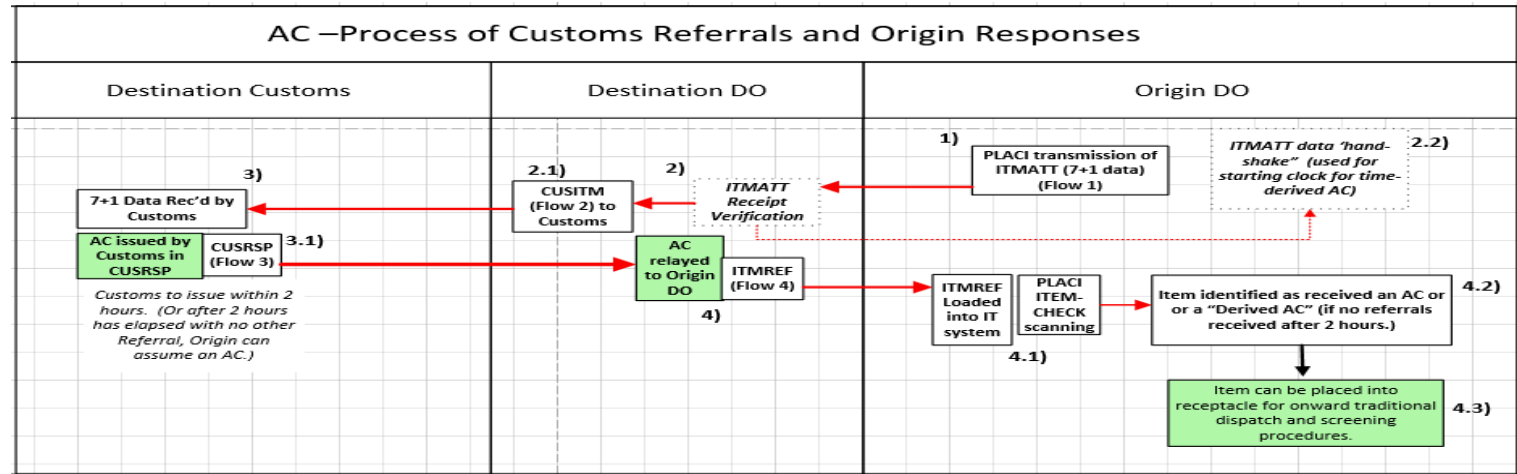 AC –Process of Customs Referrals and Origin Responses
Destination Customs
Destination DO
Origin DO
3)
7+1 Data Rec'd by
Customs
AC issued by
Customs in
CUSRSP
CUSRSP
(Flow 3)
3.1)
Customs to issue within 2
hours. (Or after 2 hours
has elapsed with no other
Referral, Origin can
assume an AC.)
2.1)
CUSITM
(Flow 2) to
Customs
2)
ITMATT
Receipt
Verification
AC
relayed
to Origin
DO
ITMREF
(Flow 4)
4)
1)
PLACI transmission of
ITMATT (7+1 data)
(Flow 1)
ITMATT data ‘hand-
shake” (used for
starting clock for time-
derived AC)
2.2)
ITMREF
Loaded
into IT
system
PLACI
ITEM-
CHECK
scanning
4.1)
Item identified as received an AC or
or a “Derived AC” (if no referrals
received after 2 hours.)
4.2)
Item can be placed into
receptacle for onward traditional
dispatch and screening
procedures.
4.3)